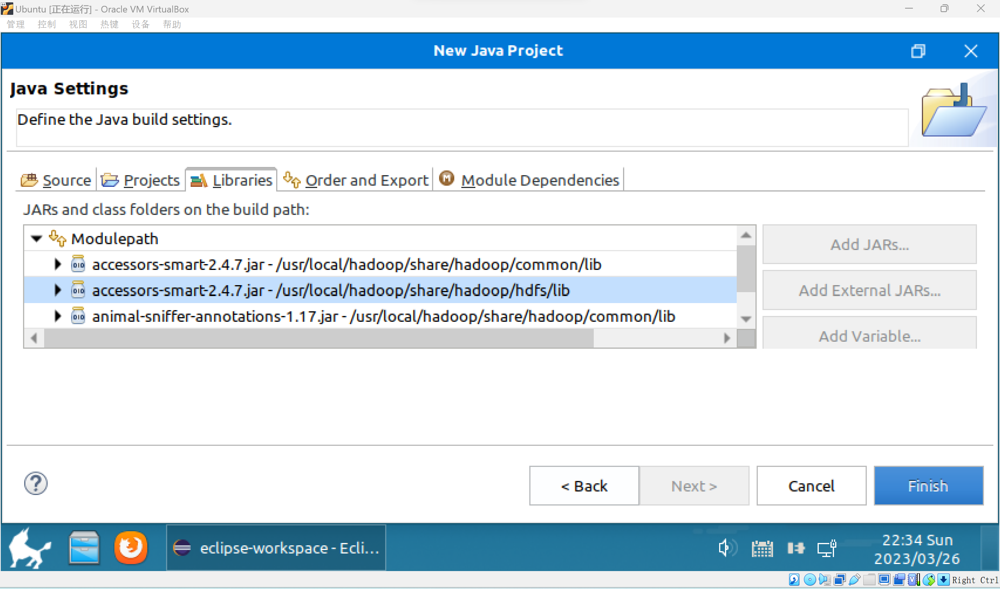 Ubuntu [正在运行] - Oracle VM VirtualBox
管理 控制 视图 热键 设备 帮助
New Java Project
Java Settings
Define the Java build settings.
Source Projects Libraries Order and Export Module Dependencies
JARs and class folders on the build path:
Modulepath
accessors-smart-2.4.7.jar - /usr/local/hadoop/share/hadoop/common/lib
accessors-smart-2.4.7.jar - /usr/local/hadoop/share/hadoop/hdfs/lib
animal-sniffer-annotations-1.17.jar - /usr/local/hadoop/share/hadoop/common/lib
Add JARs...
Add External JARs...
Add Variable...
< Back Next > Cancel Finish
eclipse-workspace - Ecli...
22:34 Sun
2023/03/26
Right Ctrl